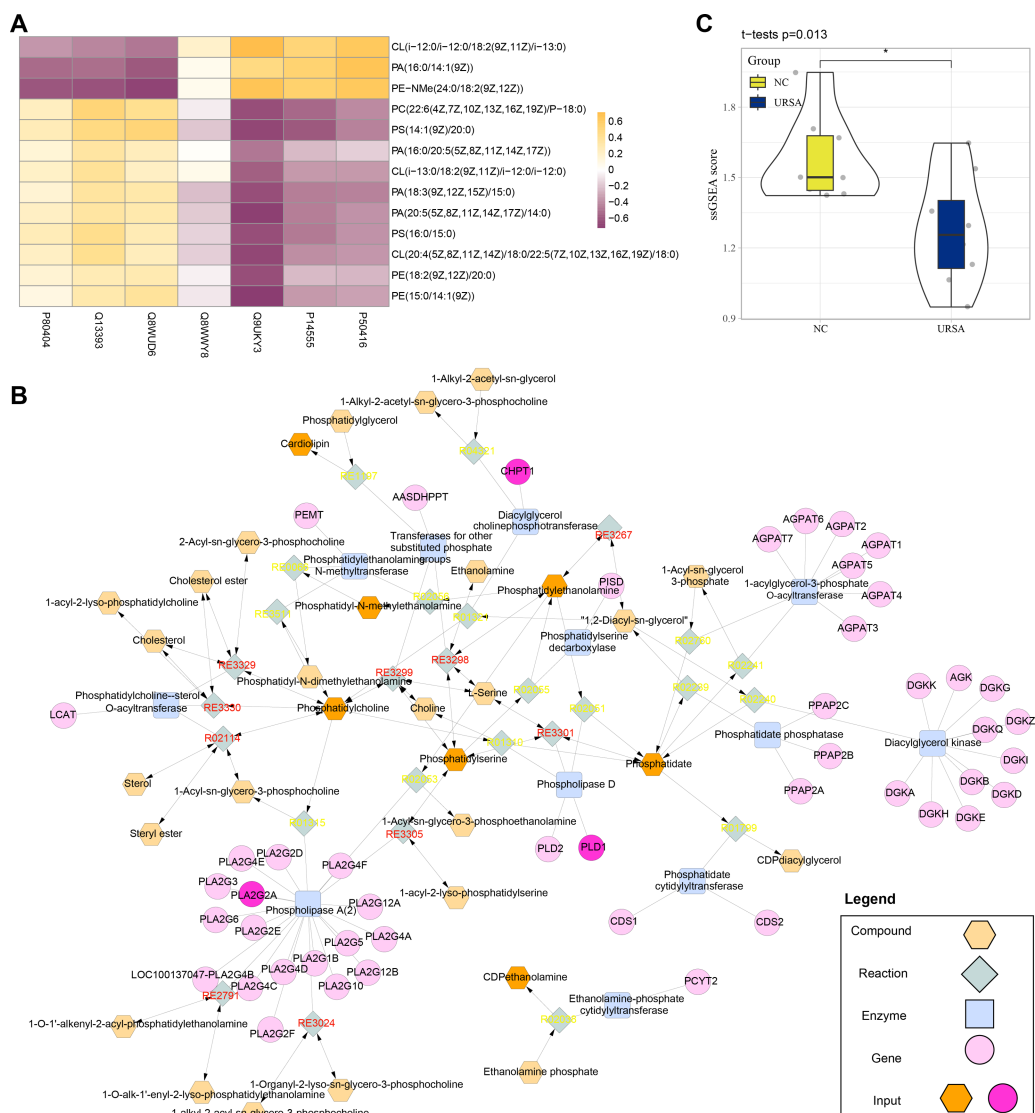 A
CL(i−12:0/i−12:0/18:2(9Z,11Z)/i−13:0)
PA(16:0/14:1(9Z))
PE−NMe(24:0/18:2(9Z,12Z))
PC(22:6(4Z,7Z,10Z,13Z,16Z,19Z)/P−18:0)
PS(14:1(9Z)/20:0)
PA(16:0/20:5(5Z,8Z,11Z,14Z,17Z))
CL(i−13:0/18:2(9Z,11Z)/i−12:0/i−12:0)
PA(18:3(9Z,12Z,15Z)/15:0)
PA(20:5(5Z,8Z,11Z,14Z,17Z)/14:0)
PS(16:0/15:0)
CL(20:4(5Z,8Z,11Z,14Z)/18:0/22:5(7Z,10Z,13Z,16Z,19Z)/18:0)
PE(18:2(9Z,12Z)/20:0)
PE(15:0/14:1(9Z))
0.6
0.4
0.2
0
−0.2
−0.4
−0.6
P80404
Q13393
Q8WUD6
Q8WWY8
Q9UKY3
P14555
P50416
C
t−tests p=0.013
*
Group
NC
URSA
ssGSEA score
1.8
1.5
1.2
0.9
NC
URSA
B
1-Alkyl-2-acetyl-sn-glycerol
1-Alkyl-2-acetyl-sn-glycero-3-phosphocholine
Phosphatidylglycerol
Cardiolipin
CHPT1
AASDHPPT
PEMT
Diacylglycerol
cholinephosphotransferase
RE3267
Transferases for other
substituted phosphate
groups
2-Acyl-sn-glycero-3-phosphocholine
Phosphatidylethanolamine
N-methyltransferase
Ethanolamine
Cholesterol ester
Phosphatidylethanolamine
PISD
1-Acyl-sn-glycerol
3-phosphate
AGPAT6
AGPAT2
AGPAT7
AGPAT1
AGPAT5
1-acylglycerol-3-phosphate
O-acyltransferase
AGPAT4
AGPAT3
1-acyl-2-lyso-phosphatidylcholine
Phosphatidyl-N-methylethanolamine
"1,2-Diacyl-sn-glycerol"
Cholesterol
Phosphatidylserine
decarboxylase
RE3329
RE3298
RE3299
Phosphatidyl-N-dimethylethanolamine
L-Serine
Phosphatidylcholine−sterol
O-acyltransferase
LCAT
RE3330
Phosphatidylcholine
Choline
R02114
RE3301
Phosphatidylserine
Phosphatidate
PPAP2C
Phosphatidate phosphatase
PPAP2B
PPAP2A
DGKK
AGK
DGKG
DGKZ
DGKQ
Diacylglycerol kinase
DGKI
DGKB
DGKA
DGKD
DGKH
DGKE
Sterol
1-Acyl-sn-glycero-3-phosphocholine
Phospholipase D
Steryl ester
1-Acyl-sn-glycero-3-phosphoethanolamine
RE3305
PLD2
PLD1
CDPdiacylglycerol
Phosphatidate
cytidylyltransferase
CDS1
CDS2
PLA2G2D
PLA2G4E
PLA2G4F
PLA2G3
PLA2G2A
1-acyl-2-lyso-phosphatidylserine
PLA2G12A
Phospholipase A(2)
PLA2G6
PLA2G2E
PLA2G5
PLA2G4A
PLA2G1B
LOC100137047-PLA2G4B
PLA2G4D
PLA2G12B
PLA2G4C
PLA2G10
RE2791
1-O-1'-alkenyl-2-acyl-phosphatidylethanolamine
PLA2G2F
RE3024
CDPethanolamine
Ethanolamine-phosphate
cytidylyltransferase
PCYT2
Ethanolamine phosphate
1-Organyl-2-lyso-sn-glycero-3-phosphocholine
1-O-alk-1'-enyl-2-lyso-phosphatidylethanolamine
1-alkyl-2-acyl-sn-glycero-3-phosphocholine
Legend
Compound
Reaction
Enzyme
Gene
Input